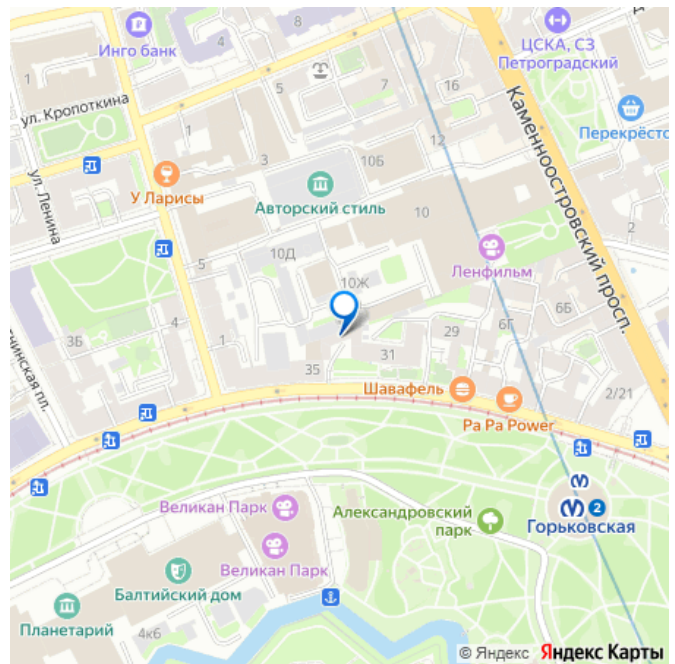 Инго банк
ЦСКА, СЗ
Петроградский
1
5
7
16
ул. Кропоткина
Каменноостровский просп.
Перекрёсто
1
3
10Б
12
У Ларисы
ул. Ленина
Авторский стиль
10
2
5
10Д
Ленфильм
10Ж
3Б
4
1
35
31
29
6Г
6Б
нинская пл.
Шавафель
2/21
Pa Pa Power
2
Горьковская
Великан Парк
Александровский
парк
Великан Парк
Балтийский дом
Планетарий
4к6
© Яндекс Яндекс Карты